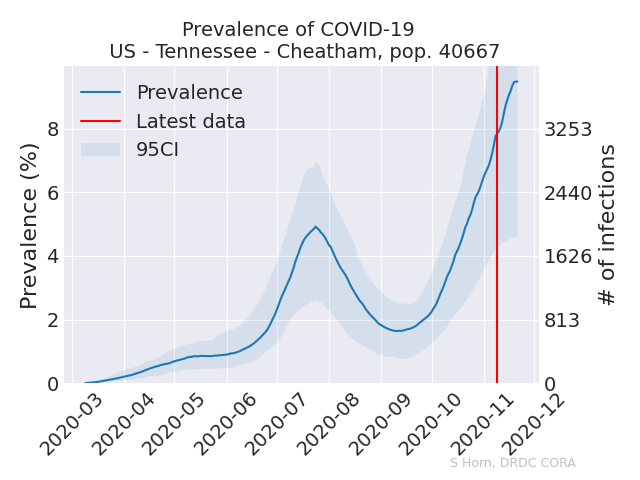 Prevalence of COVID-19
US - Tennessee - Cheatham, pop. 40667
Prevalence
Latest data
95CI
Prevalence (%)
8
6
4
2
0
3253
2440
1626
813
0
# of infections
2020-03
2020-04
2020-05
2020-06
2020-07
2020-08
2020-09
2020-10
2020-11
2020-12
S Horn, DRDC CORA